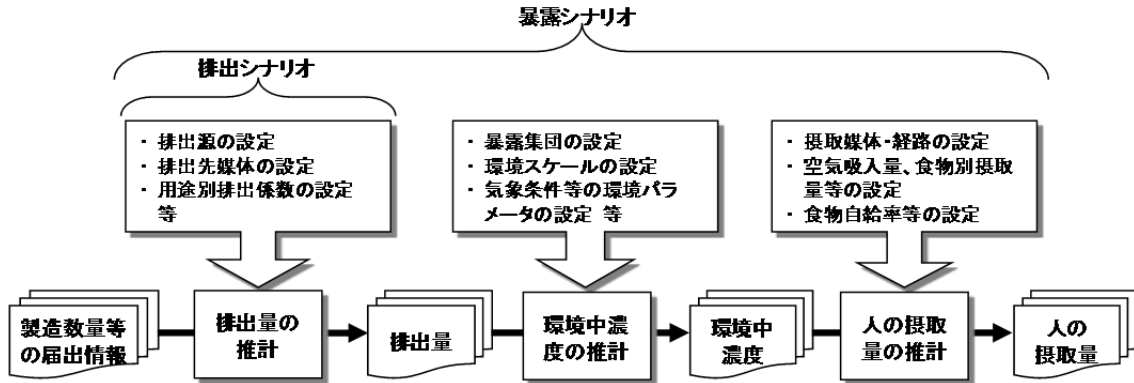 暴露シナリオ
排出シナリオ
・ 排出源の設定
・ 排出先媒体の設定
・ 用途別排出係数の設定
等
・ 暴露集団の設定
・ 環境スケールの設定
・ 気象条件等の環境パラ
メータの設定 等
・ 摂取媒体・経路の設定
・ 空気吸入量、食物別摂取
量等の設定
・ 食物自給率等の設定
製造数量等
の届出情報
排出量の
推計
排出量
環境中濃
度の推計
環境中
濃度
人の摂取
量の推計
人の
摂取量